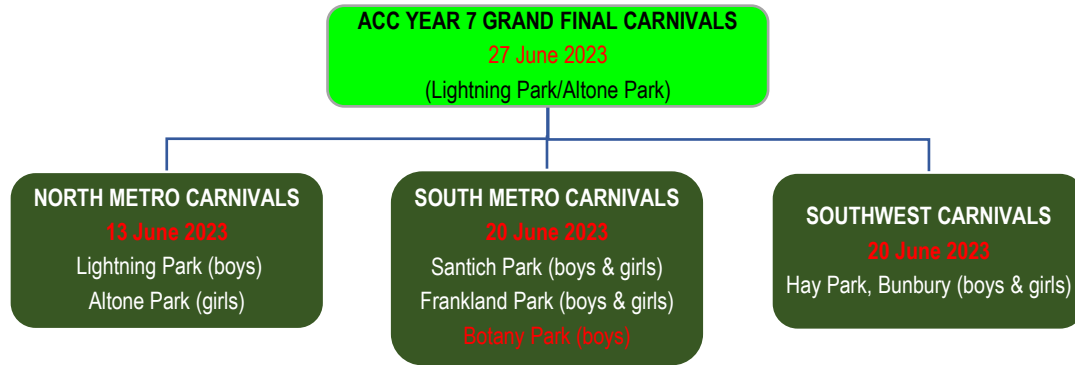 ACC YEAR 7 GRAND FINAL CARNIVALS
27 June 2023
(Lightning Park/Altone Park)
NORTH METRO CARNIVALS
13 June 2023
Lightning Park (boys)
Altone Park (girls)
SOUTH METRO CARNIVALS
20 June 2023
Santich Park (boys & girls)
Frankland Park (boys & girls)
Botany Park (boys)
SOUTHWEST CARNIVALS
20 June 2023
Hay Park, Bunbury (boys & girls)